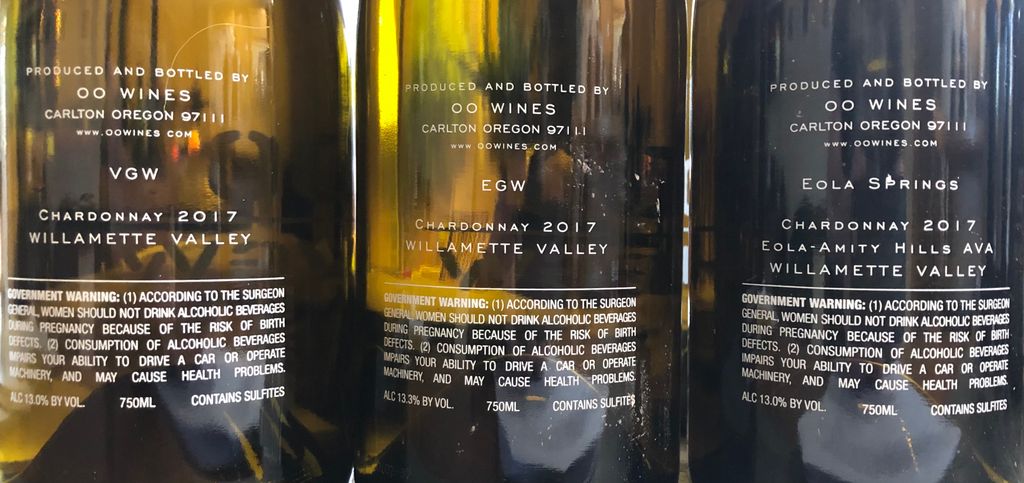 PRODUCED AND BOTTLED BY
OO WINES
CARLTON OREGON 97111
WWW.OOWINES.COM
VGW
CHARDONNAY 2017
WILLAMETTE VALLEY
GOVERNMENT WARNING: (1) ACCORDING TO THE SURGEON
GENERAL, WOMEN SHOULD NOT DRINK ALCOHOLIC BEVERAGES
DURING PREGNANCY BECAUSE OF THE RISK OF BIRTH
DEFECTS. (2) CONSUMPTION OF ALCOHOLIC BEVERAGES
IMPAIRS YOUR ABILITY TO DRIVE A CAR OR OPERATE
MACHINERY, AND MAY CAUSE HEALTH PROBLEMS.
ALC 13.0% BY VOL. 750ML CONTAINS SULFITES
PRODUCED AND BOTTLED BY
OO WINES
CARLTON OREGON 97111
WWW.OOWINES.COM
EGW
CHARDONNAY 2017
WILLAMETTE VALLEY
GOVERNMENT WARNING: (1) ACCORDING TO THE SURGEON
GENERAL, WOMEN SHOULD NOT DRINK ALCOHOLIC BEVERAGES
DURING PREGNANCY BECAUSE OF THE RISK OF BIRTH
DEFECTS. (2) CONSUMPTION OF ALCOHOLIC BEVERAGES
IMPAIRS YOUR ABILITY TO DRIVE A CAR OR OPERATE
MACHINERY, AND MAY CAUSE HEALTH PROBLEMS.
ALC 13.3% BY VOL. 750ML CONTAINS SULFITES
PRODUCED AND BOTTLED BY
OO WINES
CARLTON OREGON 97111
WWW.OOWINES.COM
EOLA SPRINGS
CHARDONNAY 2017
EOLA-AMITY HILLS AVA
WILLAMETTE VALLEY
GOVERNMENT WARNING: (1) ACCORDING TO THE SURGEON
GENERAL, WOMEN SHOULD NOT DRINK ALCOHOLIC BEVERAGES
DURING PREGNANCY BECAUSE OF THE RISK OF BIRTH
DEFECTS. (2) CONSUMPTION OF ALCOHOLIC BEVERAGES
IMPAIRS YOUR ABILITY TO DRIVE A CAR OR OPERATE
MACHINERY, AND MAY CAUSE HEALTH PROBLEMS.
ALC 13.0% BY VOL. 750ML CONTAINS SULFITES